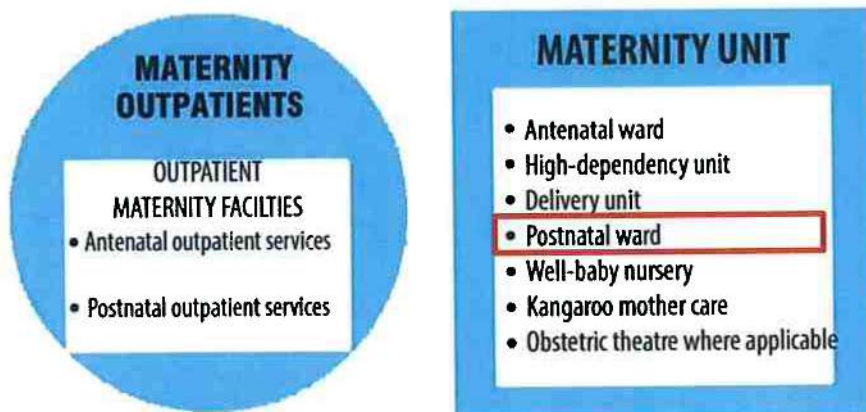 MATERNITY
OUTPATIENTS
OUTPATIENT
MATERNITY FACILTIES
• Antenatal outpatient services
• Postnatal outpatient services
MATERNITY UNIT
• Antenatal ward
• High-dependency unit
• Delivery unit
• Postnatal ward
• Well-baby nursery
• Kangaroo mother care
• Obstetric theatre where applicable